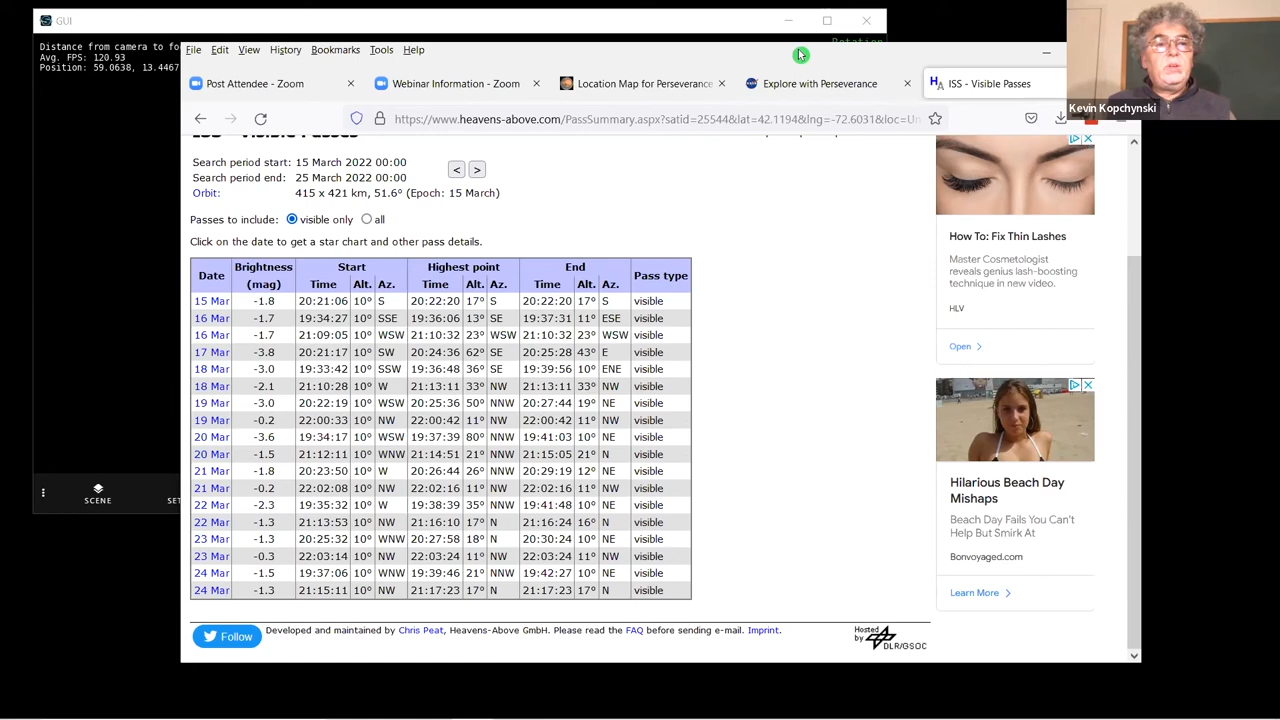 GUI
Distance from camera to fo
Avg. FPS: 120.93
Position: 59.0638, 13.4467
Rotation
File Edit View History Bookmarks Tools Help
Post Attendee - Zoom
Webinar Information - Zoom
Location Map for Perseverance
Explore with Perseverance
ISS - Visible Passes
Kevin Kopchynski
https://www.heavens-above.com/PassSummary.aspx?satid=25544&lat=42.1194&lng=-72.6031&loc=Un
ISS - Visible Passes
Search period start: 15 March 2022 00:00
Search period end: 25 March 2022 00:00
< >
Orbit: 415 x 421 km, 51.6° (Epoch: 15 March)
Passes to include: visible only all
Click on the date to get a star chart and other pass details.
Date Brightness (mag) Start Highest point End Pass type
Time Alt. Az. Time Alt. Az. Time Alt. Az.
15 Mar -1.8 20:21:06 10° S 20:22:20 17° S 20:22:20 17° S visible
16 Mar -1.7 19:34:27 10° SSE 19:36:06 13° SE 19:37:31 11° ESE visible
16 Mar -1.7 21:09:05 10° WSW 21:10:32 23° WSW 21:10:32 23° WSW visible
17 Mar -3.8 20:21:17 10° SW 20:24:36 62° SE 20:25:28 43° E visible
18 Mar -3.0 19:33:42 10° SSW 19:36:48 36° SE 19:39:56 10° ENE visible
18 Mar -2.1 21:10:28 10° W 21:13:11 33° NW 21:13:11 33° NW visible
19 Mar -3.0 20:22:19 10° WSW 20:25:36 50° NNW 20:27:44 19° NE visible
19 Mar -0.2 22:00:33 10° NW 22:00:42 11° NW 22:00:42 11° NW visible
20 Mar -3.6 19:34:17 10° WSW 19:37:39 80° NNW 19:41:03 10° NE visible
20 Mar -1.5 21:12:11 10° WNW 21:14:51 21° NNW 21:15:05 21° N visible
21 Mar -1.8 20:23:50 10° W 20:26:44 26° NNW 20:29:19 12° NE visible
21 Mar -0.2 22:02:08 10° NW 22:02:16 11° NW 22:02:16 11° NW visible
22 Mar -2.3 19:35:32 10° W 19:38:39 35° NNW 19:41:48 10° NE visible
22 Mar -1.3 21:13:53 10° NW 21:16:10 17° N 21:16:24 16° N visible
23 Mar -1.3 20:25:32 10° WNW 20:27:58 18° N 20:30:24 10° NE visible
23 Mar -0.3 22:03:14 10° NW 22:03:24 11° NW 22:03:24 11° NW visible
24 Mar -1.5 19:37:06 10° WNW 19:39:46 21° NNW 19:42:27 10° NE visible
24 Mar -1.3 21:15:11 10° NW 21:17:23 17° N 21:17:23 17° N visible
Follow
Developed and maintained by Chris Peat, Heavens-Above GmbH. Please read the FAQ before sending e-mail. Imprint.
Hosted
by
DLR/GSOC
How To: Fix Thin Lashes
Master Cosmetologist
reveals genius lash-boosting
technique in new video.
HLV
Open
Hilarious Beach Day
Mishaps
Beach Day Fails You Can't
Help But Smirk At
Bonvoyaged.com
Learn More
SCENE
SET